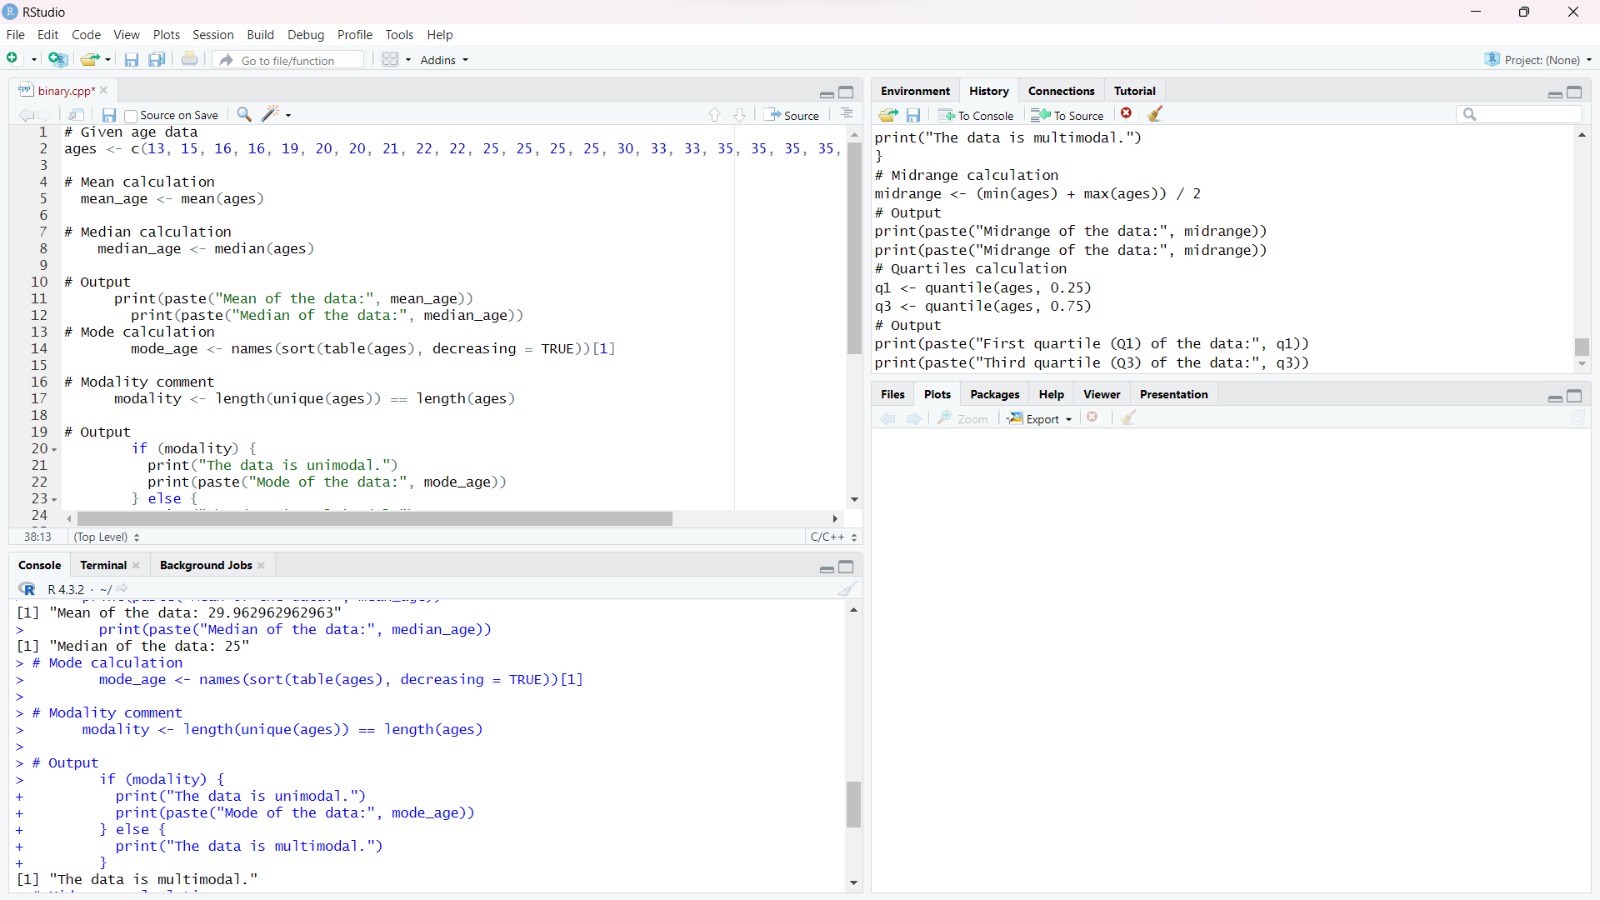 RStudio
File Edit Code View Plots Session Build Debug Profile Tools Help
Go to file/function Addins Project: (None)
binary.cpp*
Source on Save Source
1 # Given age data
2 ages <- c(13, 15, 16, 16, 19, 20, 20, 21, 22, 22, 25, 25, 25, 25, 30, 33, 33, 35, 35, 35, 35,
3
4 # Mean calculation
5 mean_age <- mean(ages)
6
7 # Median calculation
8 median_age <- median(ages)
9
10 # Output
11 print(paste("Mean of the data:", mean_age))
12 print(paste("Median of the data:", median_age))
13 # Mode calculation
14 mode_age <- names(sort(table(ages), decreasing = TRUE))[1]
15
16 # Modality comment
17 modality <- length(unique(ages)) == length(ages)
18
19 # Output
20 if (modality) {
21 print("The data is unimodal.")
22 print(paste("Mode of the data:", mode_age))
23 } else {
24
38:13 (Top Level) C/C++
Console Terminal Background Jobs
R 4.3.2 · ~/
[1] "Mean of the data: 29.962962962963"
> print(paste("Median of the data:", median_age))
[1] "Median of the data: 25"
> # Mode calculation
> mode_age <- names(sort(table(ages), decreasing = TRUE))[1]
>
> # Modality comment
> modality <- length(unique(ages)) == length(ages)
>
> # Output
> if (modality) {
+ print("The data is unimodal.")
+ print(paste("Mode of the data:", mode_age))
+ } else {
+ print("The data is multimodal.")
+ }
[1] "The data is multimodal."
Environment History Connections Tutorial
To Console To Source
print("The data is multimodal.")
}
# Midrange calculation
midrange <- (min(ages) + max(ages)) / 2
# Output
print(paste("Midrange of the data:", midrange))
print(paste("Midrange of the data:", midrange))
# Quartiles calculation
q1 <- quantile(ages, 0.25)
q3 <- quantile(ages, 0.75)
# Output
print(paste("First quartile (Q1) of the data:", q1))
print(paste("Third quartile (Q3) of the data:", q3))
Files Plots Packages Help Viewer Presentation
Zoom Export